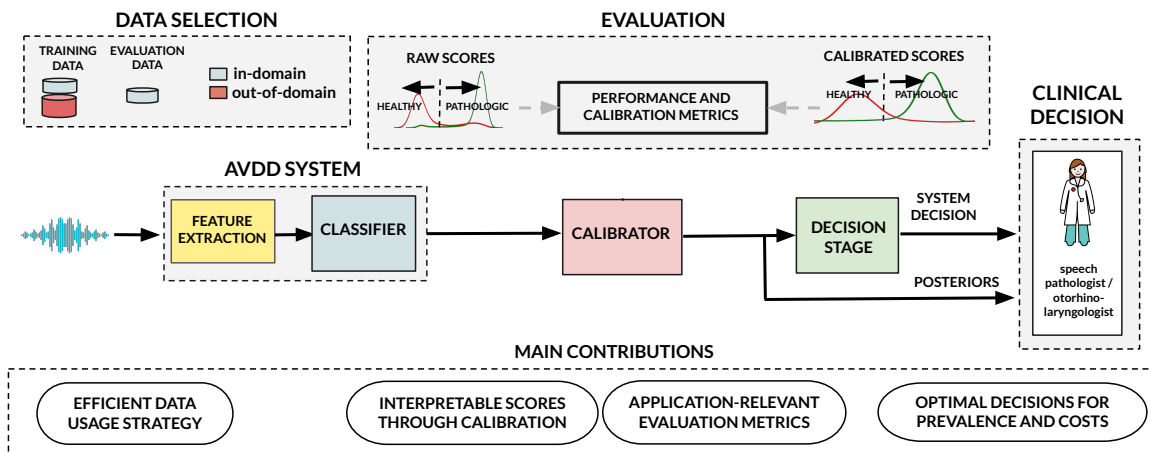 DATA SELECTION
TRAINING
DATA
EVALUATION
DATA
in-domain
out-of-domain
EVALUATION
RAW SCORES
HEALTHY
PATHOLOGIC
PERFORMANCE AND
CALIBRATION METRICS
CALIBRATED SCORES
HEALTHY
PATHOLOGIC
CLINICAL
DECISION
AVDD SYSTEM
FEATURE
EXTRACTION
CLASSIFIER
CALIBRATOR
DECISION
STAGE
SYSTEM
DECISION
POSTERIORS
speech
pathologist /
otorhino-
laryngologist
MAIN CONTRIBUTIONS
EFFICIENT DATA
USAGE STRATEGY
INTERPRETABLE SCORES
THROUGH CALIBRATION
APPLICATION-RELEVANT
EVALUATION METRICS
OPTIMAL DECISIONS FOR
PREVALENCE AND COSTS